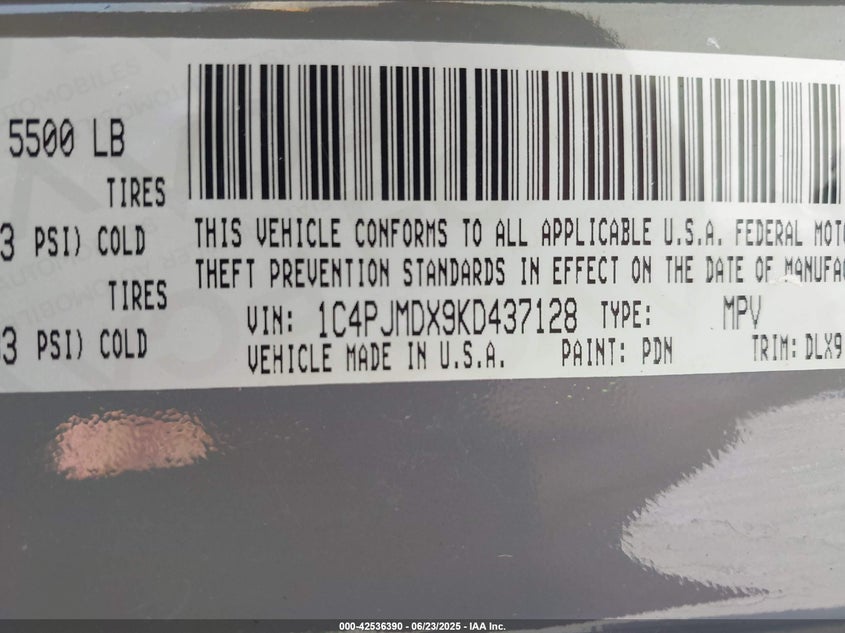 5500 LB
TIRES
3 PSI) COLD
TIRES
3 PSI) COLD
THIS VEHICLE CONFORMS TO ALL APPLICABLE U.S.A. FEDERAL MOTO
THEFT PREVENTION STANDARDS IN EFFECT ON THE DATE OF MANUFAC
VIN: 1C4PJMDX9KD437128 TYPE: MPV
VEHICLE MADE IN U.S.A. PAINT: PDN TRIM: DLX9
000-42536390 - 06/23/2025 - IAA Inc.